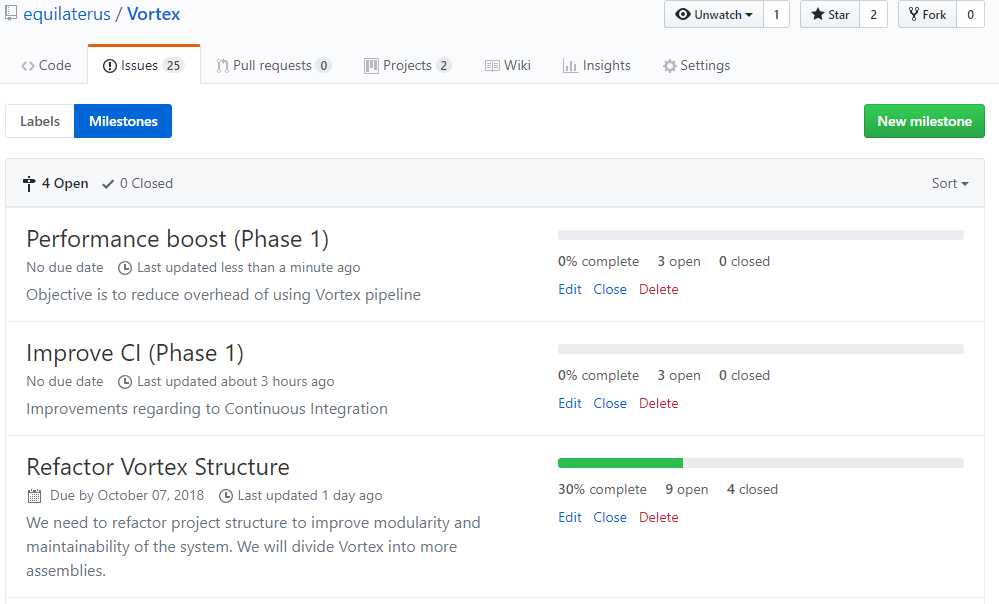 equilaterus / Vortex
Unwatch 1 Star 2 Fork 0
Code Issues 25 Pull requests 0 Projects 2 Wiki Insights Settings
Labels Milestones New milestone
4 Open 0 Closed Sort
Performance boost (Phase 1)
No due date Last updated less than a minute ago
Objective is to reduce overhead of using Vortex pipeline
0% complete 3 open 0 closed
Edit Close Delete
Improve CI (Phase 1)
No due date Last updated about 3 hours ago
Improvements regarding to Continuous Integration
0% complete 3 open 0 closed
Edit Close Delete
Refactor Vortex Structure
Due by October 07, 2018 Last updated 1 day ago
We need to refactor project structure to improve modularity and
maintainability of the system. We will divide Vortex into more
assemblies.
30% complete 9 open 4 closed
Edit Close Delete